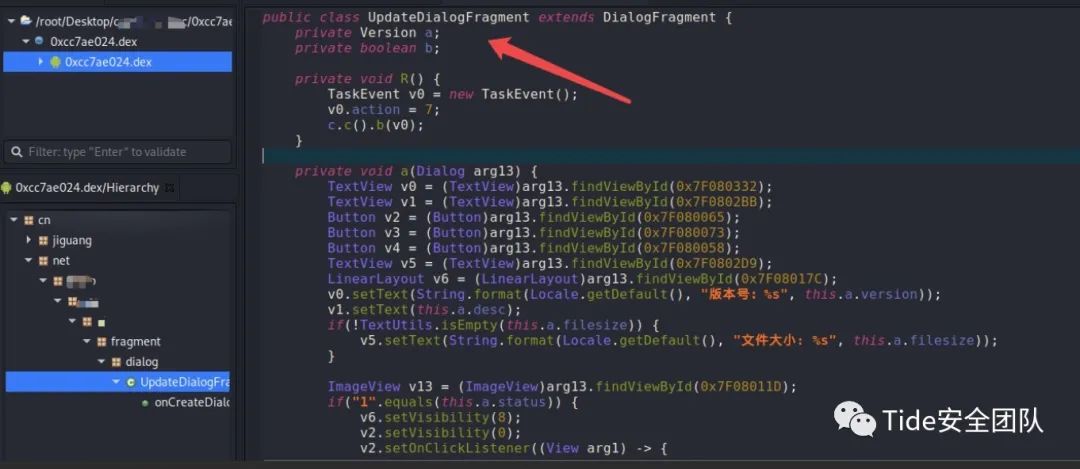 /root/Desktop/c /0xcc7ae
0xcc7ae024.dex
0xcc7ae024.dex
Filter: type "Enter" to validate
0xcc7ae024.dex/Hierarchy
cn
jiguang
net
fragment
dialog
UpdateDialogFra
onCreateDialo
public class UpdateDialogFragment extends DialogFragment {
private Version a;
private boolean b;
private void R() {
TaskEvent v0 = new TaskEvent();
v0.action = 7;
c.c().b(v0);
}
private void a(Dialog arg13) {
TextView v0 = (TextView)arg13.findViewById(0x7F080332);
TextView v1 = (TextView)arg13.findViewById(0x7F0802BB);
Button v2 = (Button)arg13.findViewById(0x7F080065);
Button v3 = (Button)arg13.findViewById(0x7F080073);
Button v4 = (Button)arg13.findViewById(0x7F080058);
TextView v5 = (TextView)arg13.findViewById(0x7F0802D9);
LinearLayout v6 = (LinearLayout)arg13.findViewById(0x7F08017C);
v0.setText(String.format(Locale.getDefault(), "版本号: %s", this.a.version));
v1.setText(this.a.desc);
if(!TextUtils.isEmpty(this.a.filesize)) {
v5.setText(String.format(Locale.getDefault(), "文件大小: %s", this.a.filesize));
}
ImageView v13 = (ImageView)arg13.findViewById(0x7F08011D);
if("1".equals(this.a.status)) {
v6.setVisibility(8);
v2.setVisibility(0);
v2.setOnClickListener((View arg1) -> {
Tide安全团队